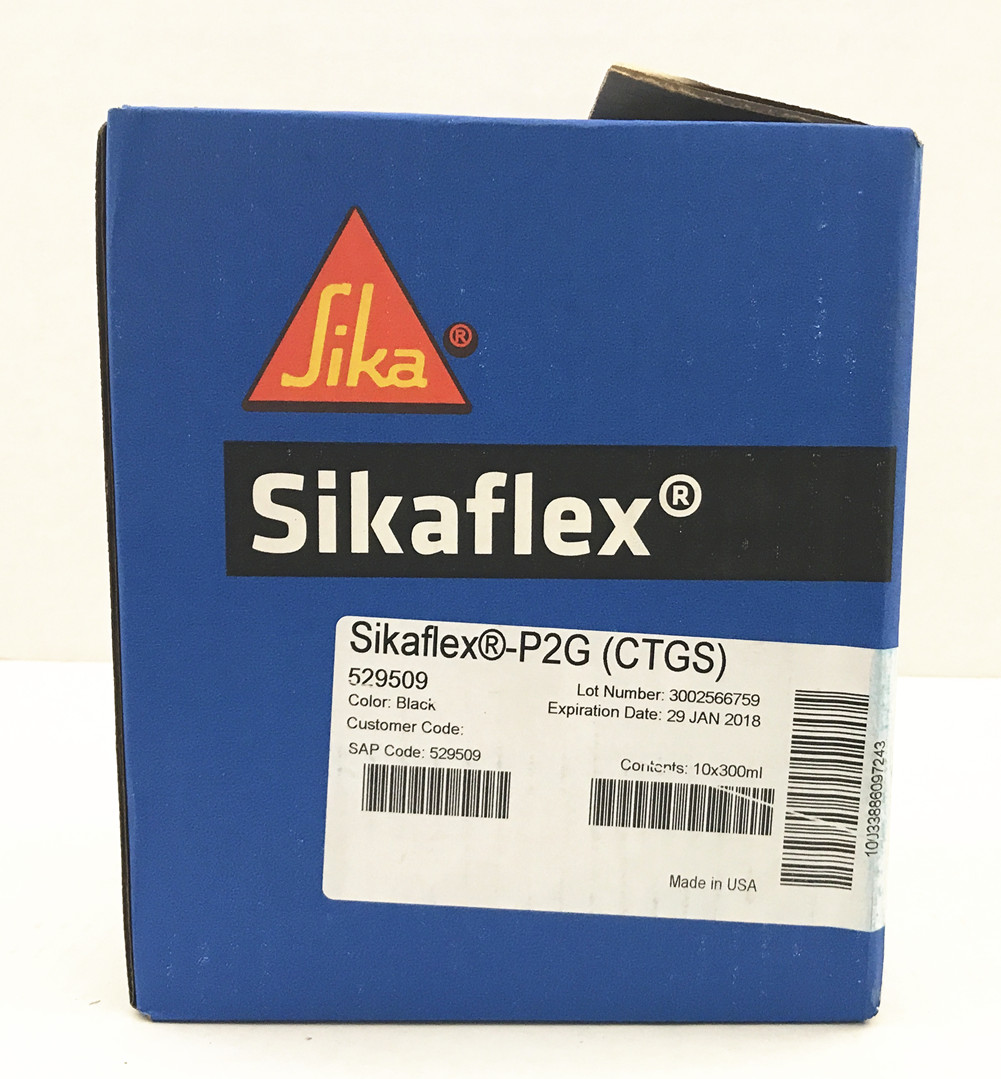 Sika®
Sikaflex®
Sikaflex®-P2G (CTGS)
529509
Color: Black
Customer Code:
SAP Code: 529509
Lot Number: 3002566759
Expiration Date: 29 JAN 2018
Contents: 10x300ml
Made in USA
10033886097243